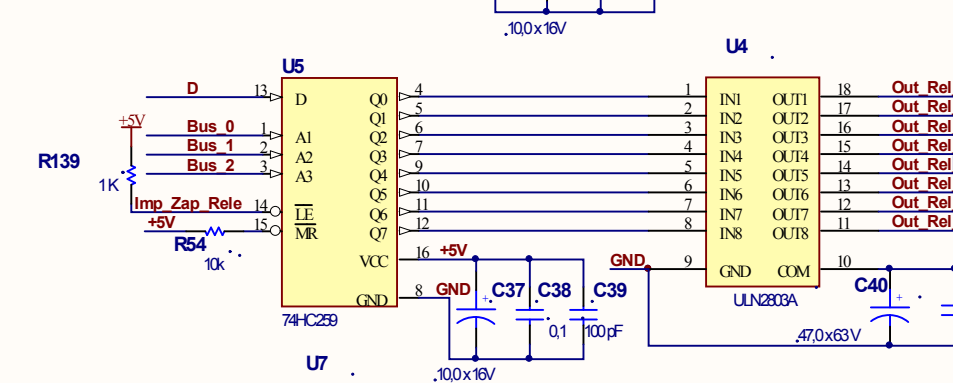 10,0x16V
U4
U5
D 13 D Q0 4 1 IN1 OUT1 18 Out_Rel
Q1 5 2 IN2 OUT2 17 Out_Rel
+5V Bus_0 1 A1 Q2 6 3 IN3 OUT3 16 Out_Rel
Bus_1 2 A2 Q3 7 4 IN4 OUT4 15 Out_Rel
R139 Bus_2 3 A3 Q4 9 5 IN5 OUT5 14 Out_Rel
1K Q5 10 6 IN6 OUT6 13 Out_Rel
Imp_Zap_Rele 14 LE Q6 11 7 IN7 OUT7 12 Out_Rel
+5V 15 MR Q7 12 8 IN8 OUT8 11 Out_Rel
R54
10k
VCC 16 +5V GND 9 GND COM 10
GND 8 GND C37 C38 C39 C40
+ +
74HC259 ULN2803A
0,1 100pF 47,0x63V
U7
10,0x16V